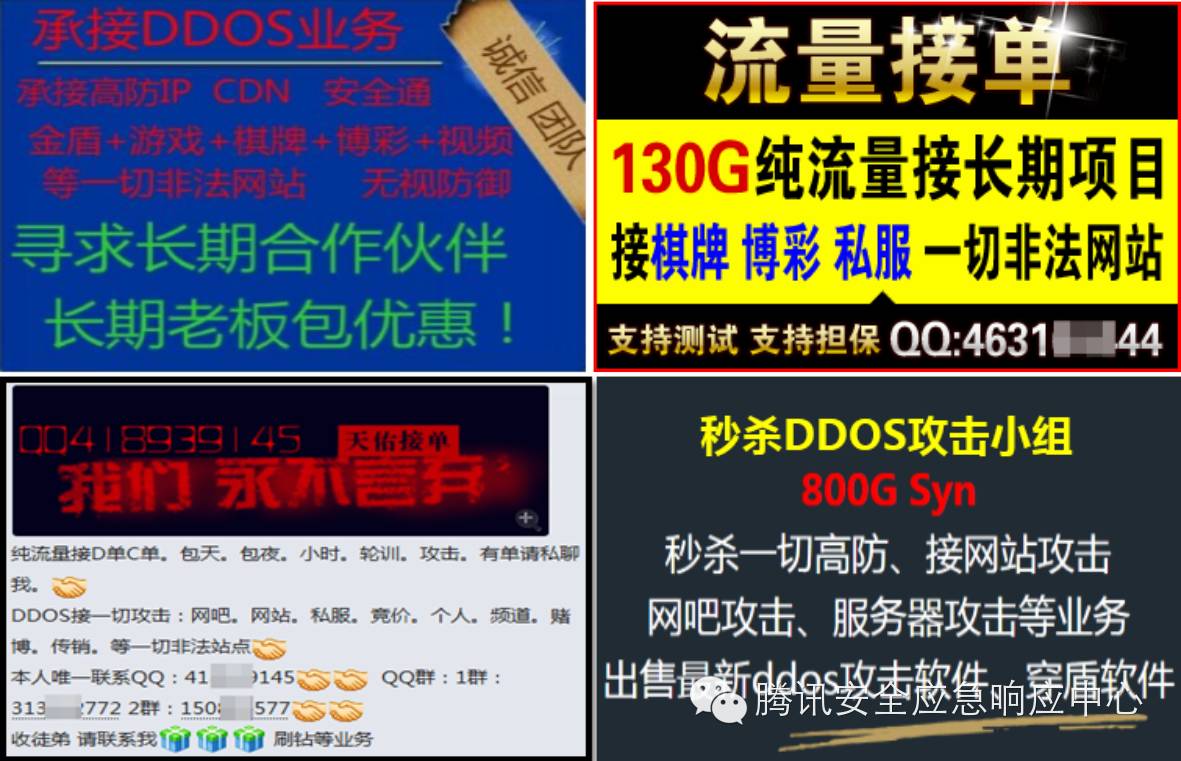 承接DDOS业务
诚信 团队
承接高防IP CDN 安全通
金盾+游戏+棋牌+博彩+视频
等一切非法网站 无视防御
寻求长期合作伙伴
长期老板包优惠！
流量接单
130G纯流量接长期项目
接棋牌 博彩 私服 一切非法网站
支持测试 支持担保 QQ:4631 44
QQ418939145
天佑接单
我们 永不言弃
纯流量接D单C单。包天。包夜。小时。轮训。攻击。有单请私聊
我。
DDOS接一切攻击：网吧。网站。私服。竞价。个人。频道。赌
博。传销。等一切非法站点
本人唯一联系QQ：41 9145 QQ群：1群：
313 2772 2群：150 577
收徒弟 请联系我 刷钻等业务
秒杀DDOS攻击小组
800G Syn
秒杀一切高防、接网站攻击
网吧攻击、服务器攻击等业务
出售最新ddos攻击软件、穿盾软件
腾讯安全应急响应中心